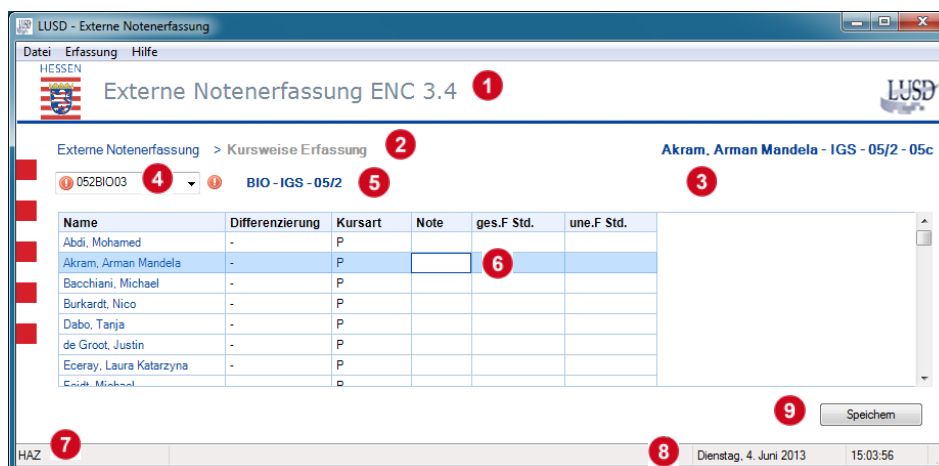 LUSD - Externe Notenerfassung
Datei Erfassung Hilfe
HESSEN
Externe Notenerfassung ENC 3.4 1
LUSD
Externe Notenerfassung > Kursweise Erfassung 2
Akram, Arman Mandela - IGS - 05/2 - 05c
3
052BIO03 4 BIO - IGS - 05/2 5
Name Differenzierung Kursart Note ges.F Std. une.F Std.
Abdi, Mohamed - P
Akram, Arman Mandela - P 6
Bacchiani, Michael - P
Burkardt, Nico - P
Dabo, Tanja - P
de Groot, Justin - P
Eceray, Laura Katarzyna - P
9 Speichern
HAZ 7 8 Dienstag, 4. Juni 2013 15:03:56